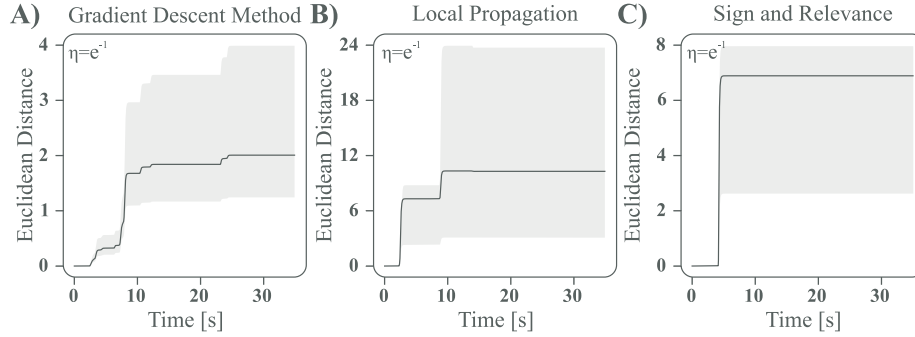 A) Gradient Descent Method
η=e⁻¹
Euclidean Distance
4
3
2
1
0
0 10 20 30
Time [s]
B) Local Propagation
η=e⁻¹
Euclidean Distance
24
18
12
6
0
0 10 20 30
Time [s]
C) Sign and Relevance
η=e⁻¹
Euclidean Distance
8
6
4
2
0
0 10 20 30
Time [s]